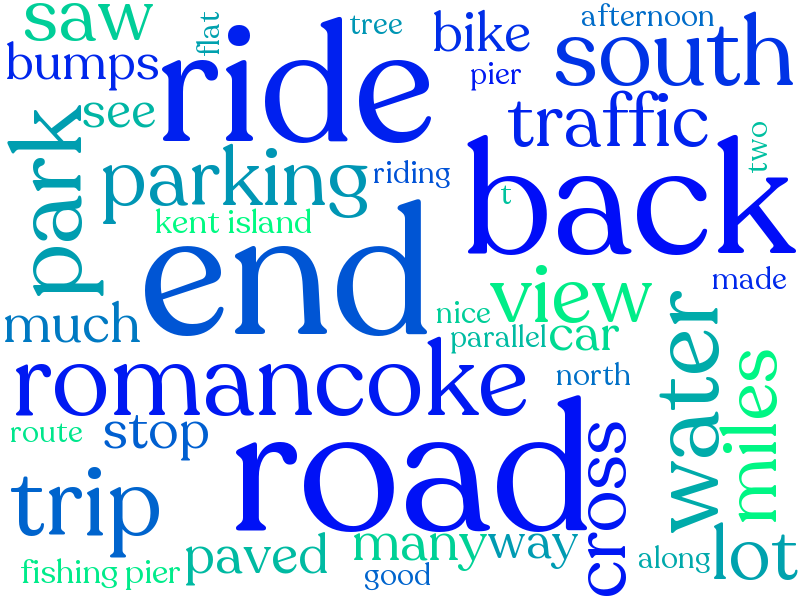 saw
flat
tree
bike
afternoon
bumps
ride
pier
south
see
traffic
park
parking
riding
two
t
back
kent island
end
made
much
nice
view
parallel
car
water
romancoke
north
miles
route
stop
road
cross
trip
many
way
fishing pier
paved
good
along
lot